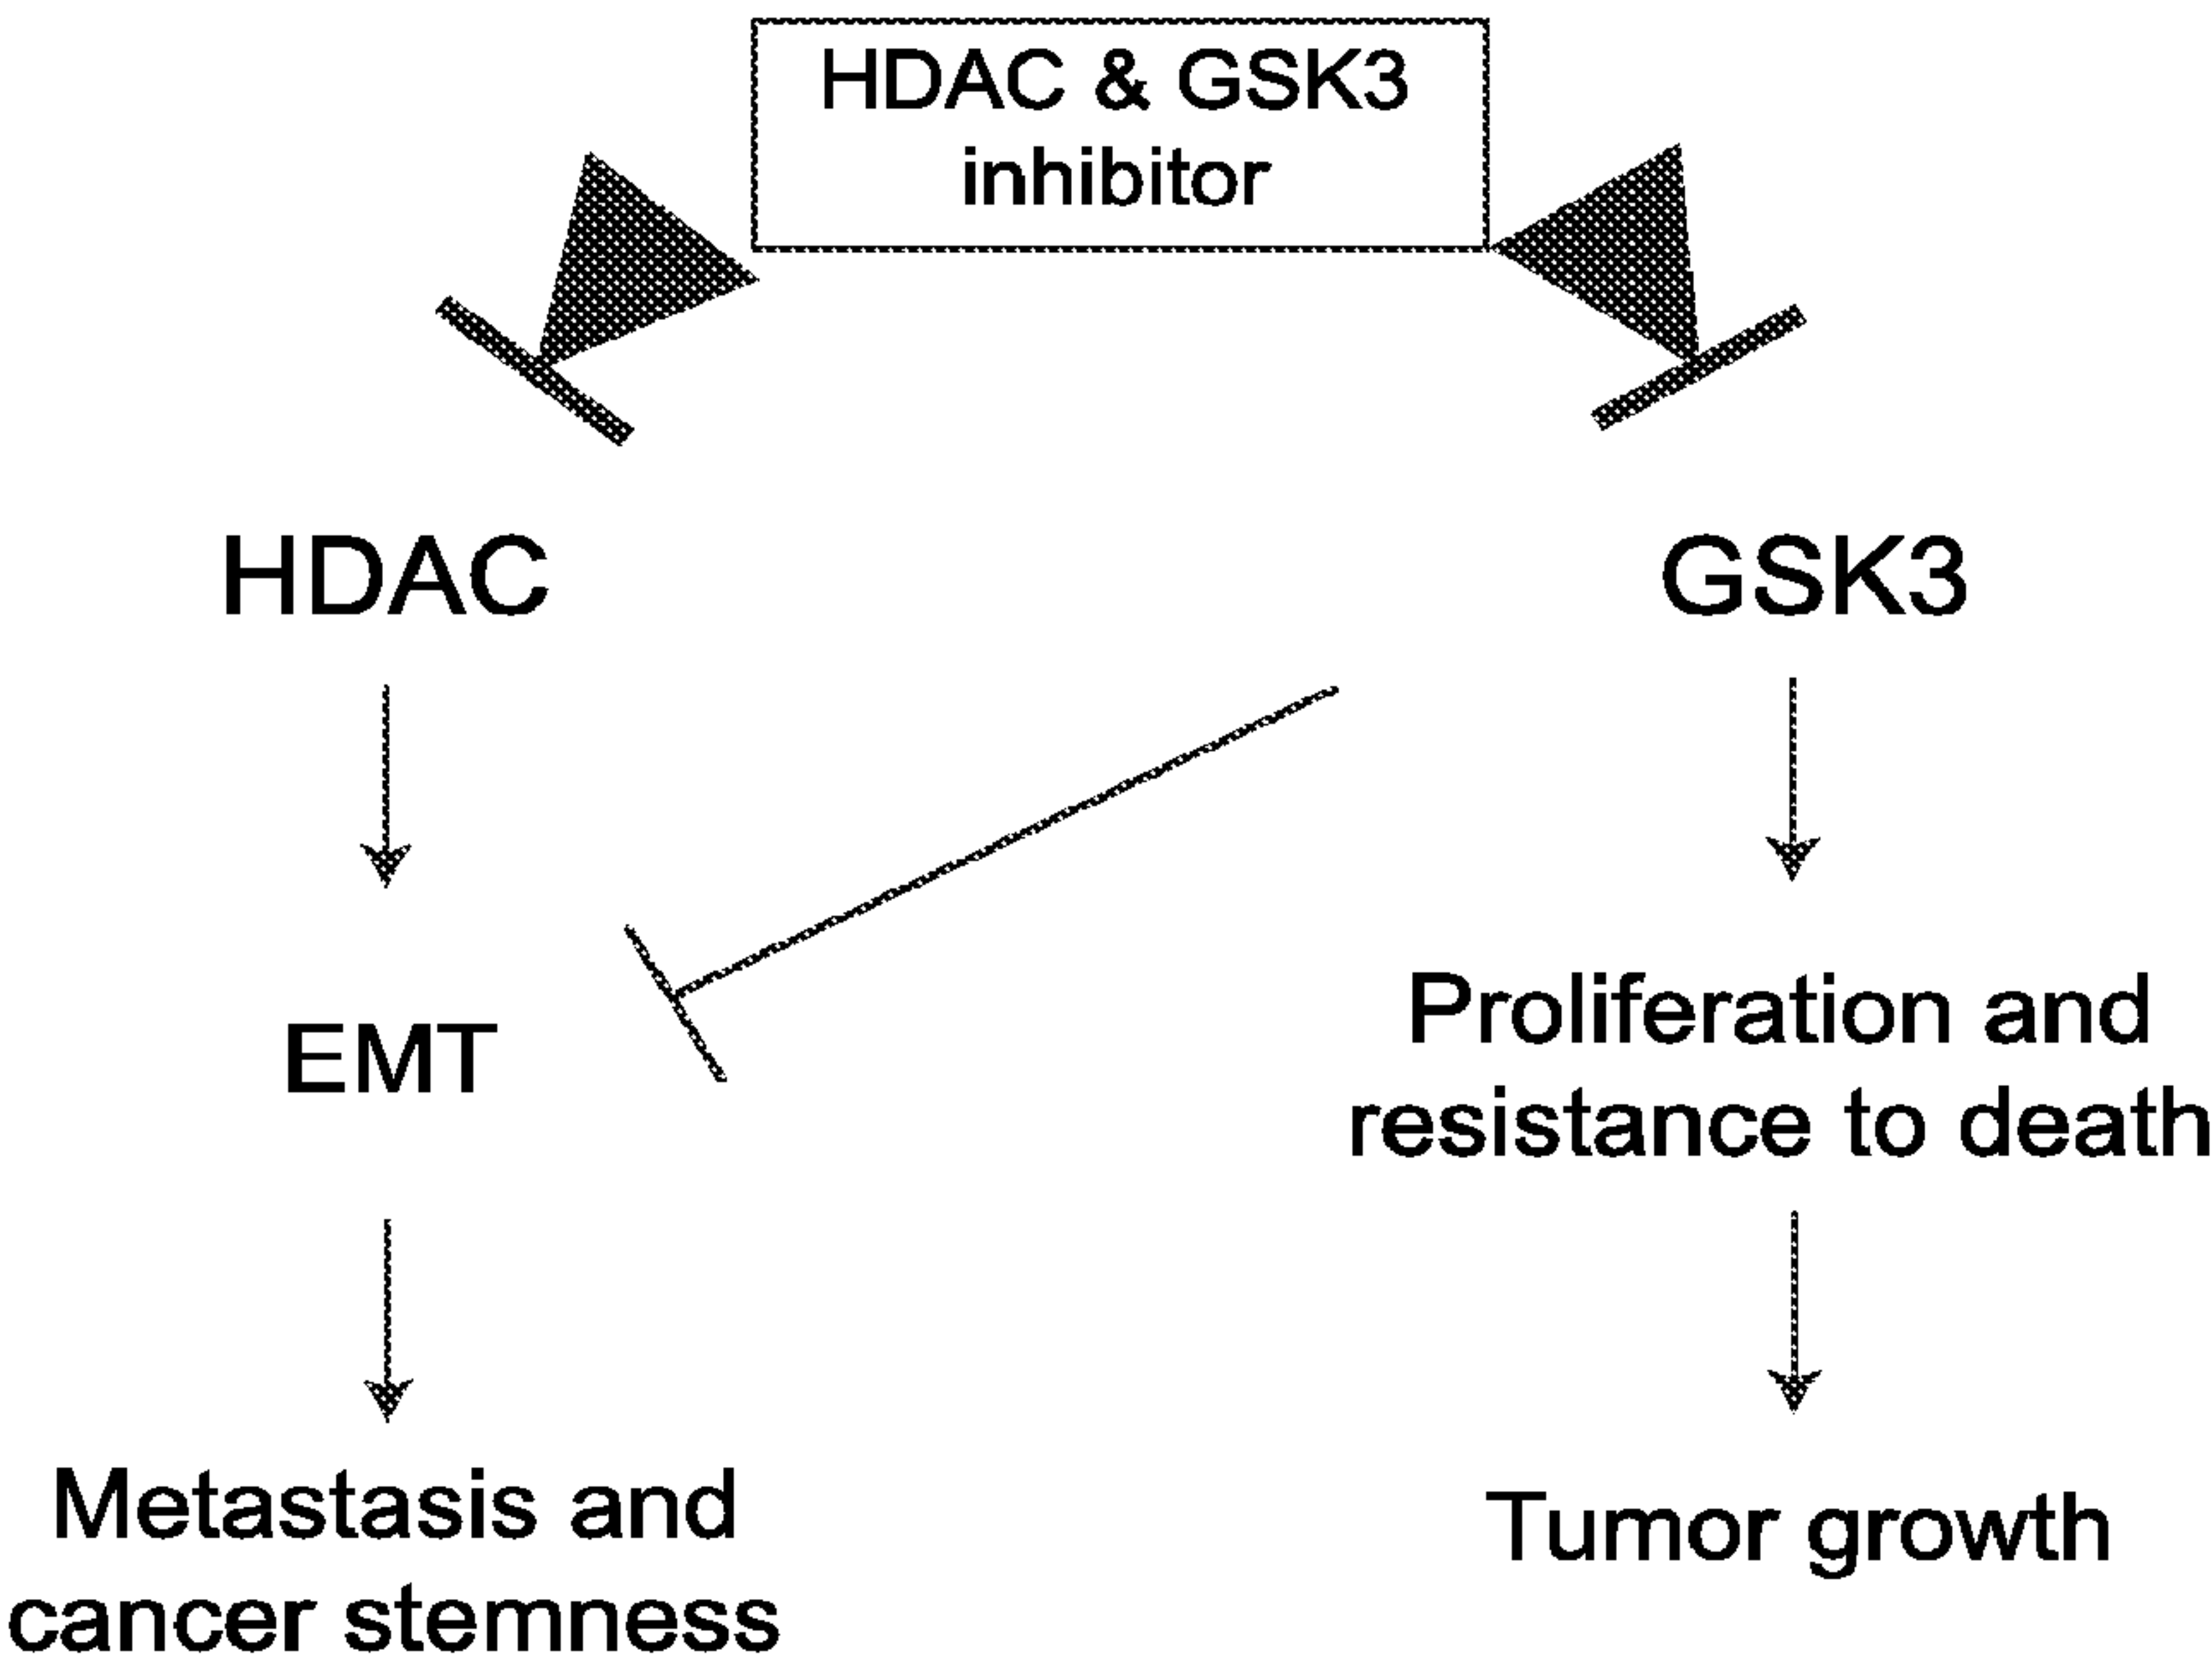 HDAC & GSK3
inhibitor
HDAC
GSK3
EMT
Proliferation and
resistance to death
Metastasis and
cancer stemness
Tumor growth